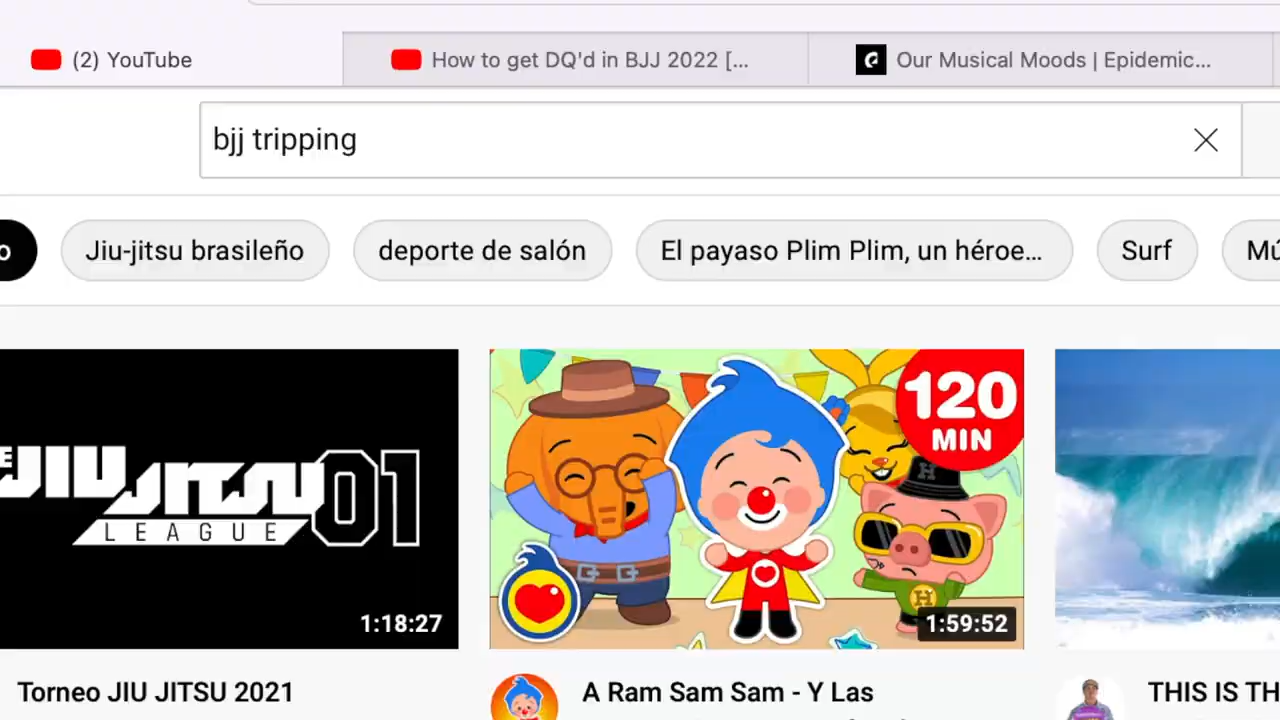 (2) YouTube
How to get DQ'd in BJJ 2022 [...
Our Musical Moods | Epidemic...
bjj tripping
o
Jiu-jitsu brasileño
deporte de salón
El payaso Plim Plim, un héroe...
Surf
Mú
JIU JITSU 01
LEAGUE
1:18:27
120
MIN
H
H
1:59:52
Torneo JIU JITSU 2021
A Ram Sam Sam - Y Las
THIS IS TH